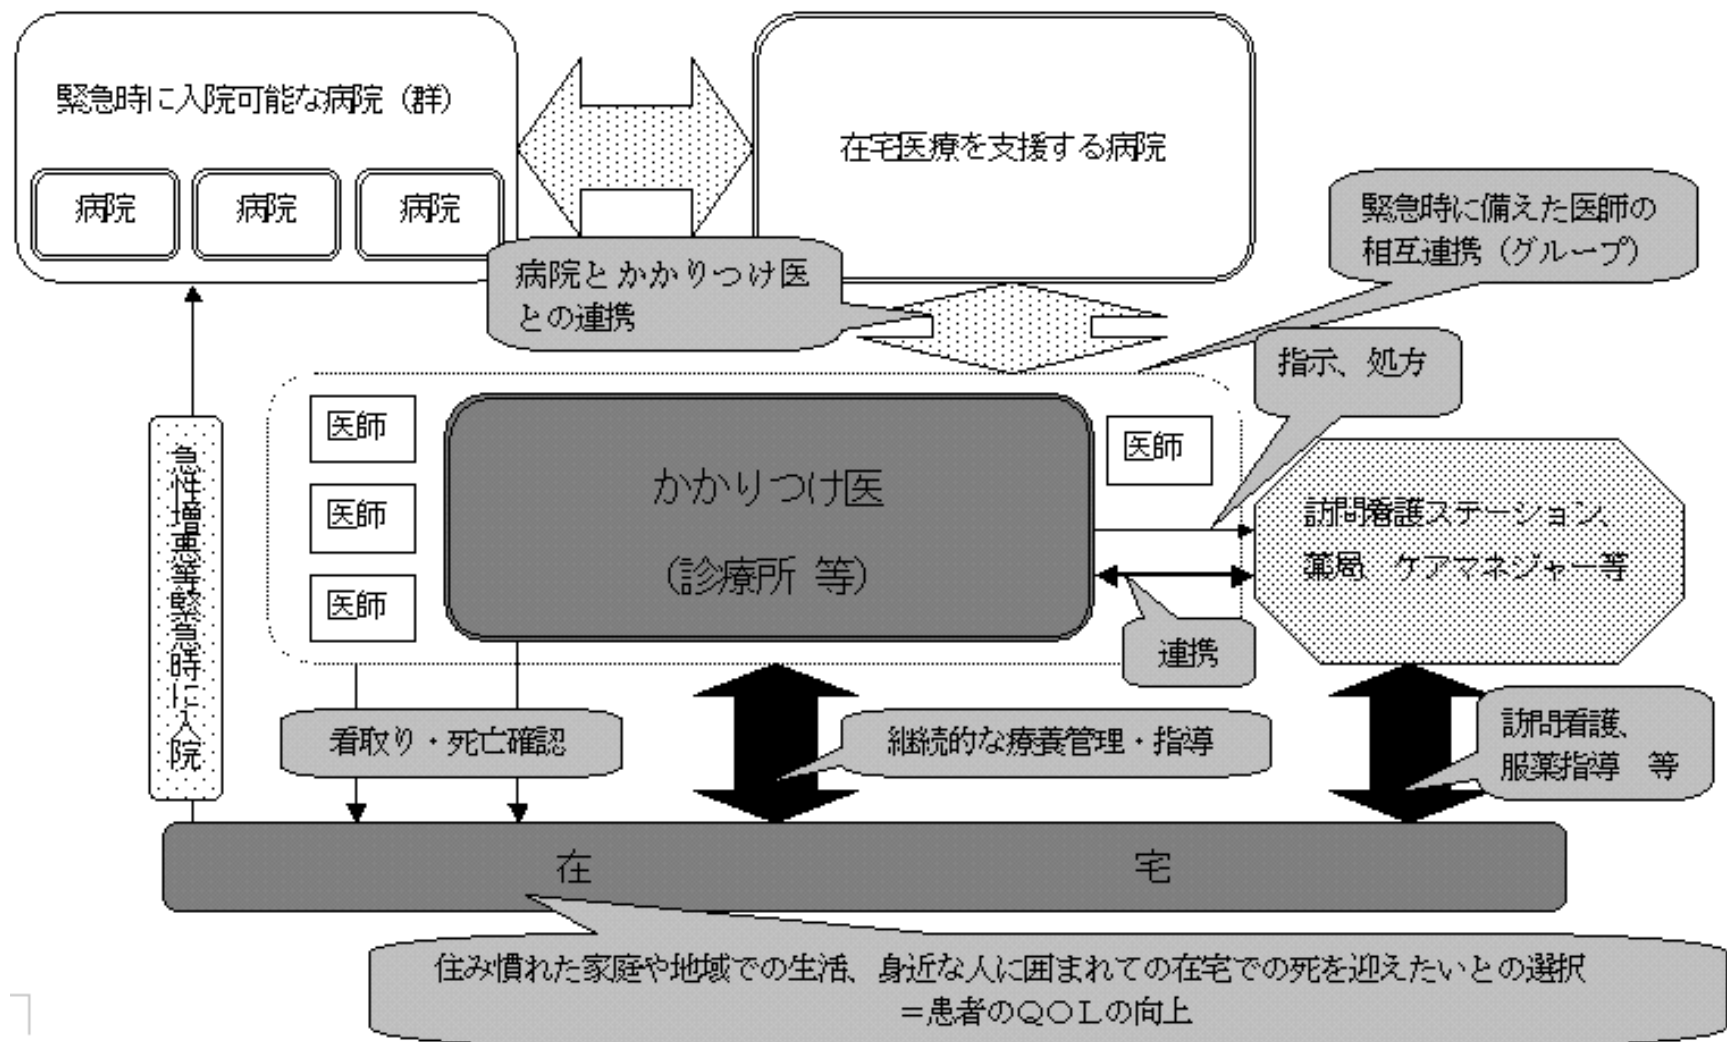 緊急時に入院可能な病院（群）
病院
病院
病院
在宅医療を支援する病院
緊急時に備えた医師の
相互連携（グループ）
病院とかかりつけ医
との連携
指示、処方
医師
医師
医師
かかりつけ医
（診療所 等）
医師
訪問看護ステーション、
薬局、ケアマネジャー等
連携
急性増悪等緊急時に入院
看取り・死亡確認
継続的な療養管理・指導
訪問看護、
服薬指導　等
在　宅
住み慣れた家庭や地域での生活、身近な人に囲まれての在宅での死を迎えたいとの選択
＝患者のＱＯＬの向上